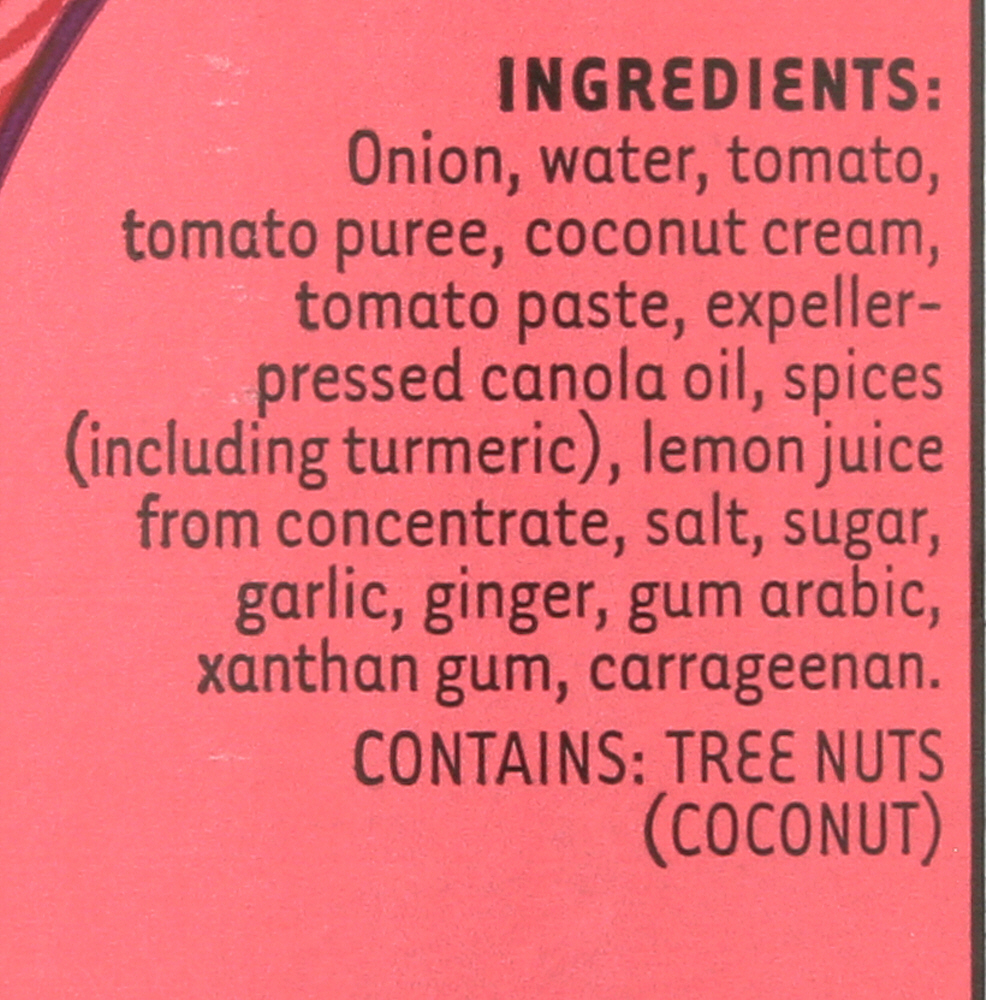 INGREDIENTS:
Onion, water, tomato,
tomato puree, coconut cream,
tomato paste, expeller-
pressed canola oil, spices
(including turmeric), lemon juice
from concentrate, salt, sugar,
garlic, ginger, gum arabic,
xanthan gum, carrageenan.
CONTAINS: TREE NUTS
(COCONUT)